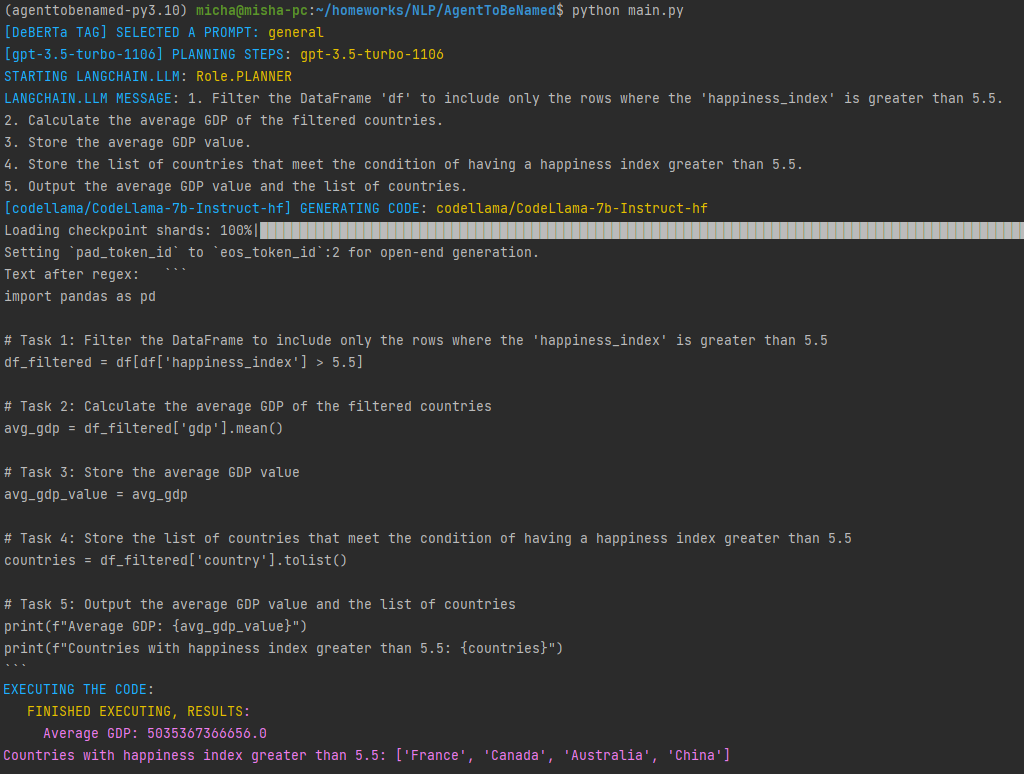 (agenttobenamed-py3.10) micha@misha-pc:~/homeworks/NLP/AgentToBeNamed$ python main.py
[DeBERTa TAG] SELECTED A PROMPT: general
[gpt-3.5-turbo-1106] PLANNING STEPS: gpt-3.5-turbo-1106
STARTING LANGCHAIN.LLM: Role.PLANNER
LANGCHAIN.LLM MESSAGE: 1. Filter the DataFrame 'df' to include only the rows where the 'happiness_index' is greater than 5.5.
2. Calculate the average GDP of the filtered countries.
3. Store the average GDP value.
4. Store the list of countries that meet the condition of having a happiness index greater than 5.5.
5. Output the average GDP value and the list of countries.
[codellama/CodeLlama-7b-Instruct-hf] GENERATING CODE: codellama/CodeLlama-7b-Instruct-hf
Loading checkpoint shards: 100%|
Setting `pad_token_id` to `eos_token_id`:2 for open-end generation.
Text after regex:   ```
import pandas as pd
# Task 1: Filter the DataFrame to include only the rows where the 'happiness_index' is greater than 5.5
df_filtered = df[df['happiness_index'] > 5.5]
# Task 2: Calculate the average GDP of the filtered countries
avg_gdp = df_filtered['gdp'].mean()
# Task 3: Store the average GDP value
avg_gdp_value = avg_gdp
# Task 4: Store the list of countries that meet the condition of having a happiness index greater than 5.5
countries = df_filtered['country'].tolist()
# Task 5: Output the average GDP value and the list of countries
print(f"Average GDP: {avg_gdp_value}")
print(f"Countries with happiness index greater than 5.5: {countries}")
```
EXECUTING THE CODE:
FINISHED EXECUTING, RESULTS:
Average GDP: 5035367366656.0
Countries with happiness index greater than 5.5: ['France', 'Canada', 'Australia', 'China']